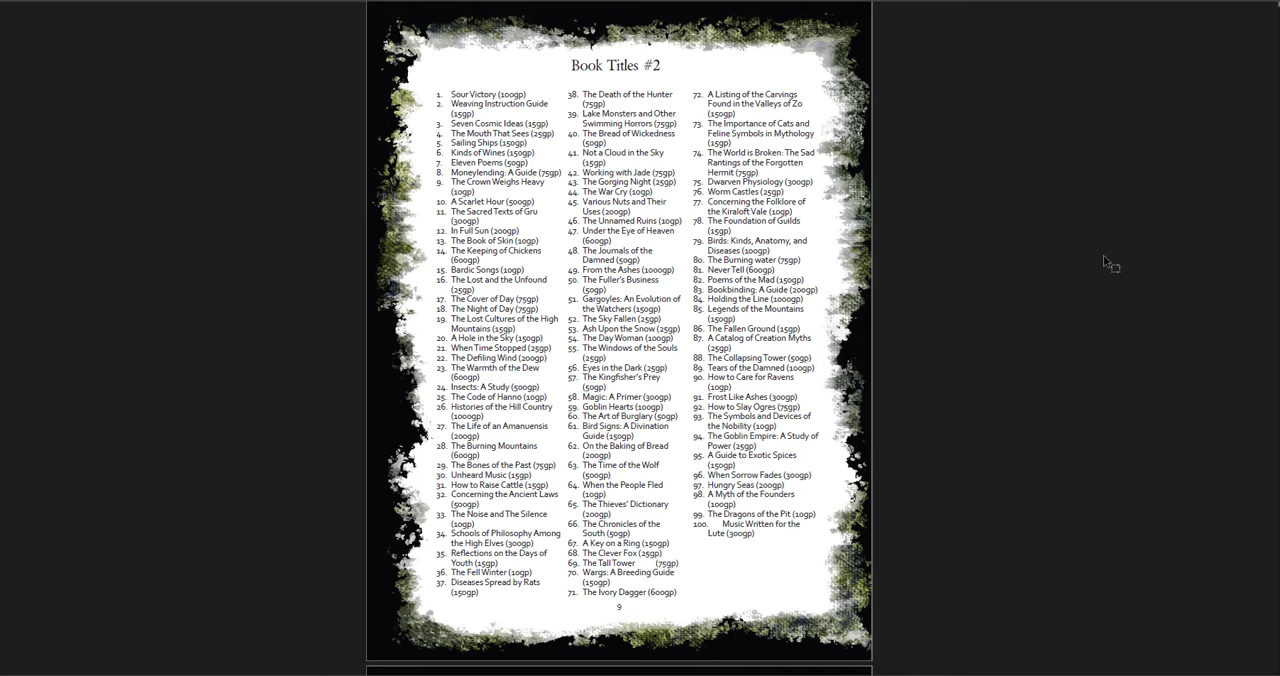 Book Titles #2
1. Sour Victory (100gp)
2. Weaving Instruction Guide
(15gp)
3. Seven Cosmic Ideas (15gp)
4. The Mouth That Sees (25gp)
5. Sailing Ships (150gp)
6. Kinds of Wines (150gp)
7. Eleven Poems (50gp)
8. Moneylending: A Guide (75gp)
9. The Crown Weighs Heavy
(10gp)
10. A Scarlet Hour (500gp)
11. The Sacred Texts of Gru
(300gp)
12. In Full Sun (200gp)
13. The Book of Skin (10gp)
14. The Keeping of Chickens
(600gp)
15. Bardic Songs (10gp)
16. The Lost and the Unfound
(25gp)
17. The Cover of Day (75gp)
18. The Night of Day (75gp)
19. The Lost Cultures of the High
Mountains (15gp)
20. A Hole in the Sky (150gp)
21. When Time Stopped (25gp)
22. The Defiling Wind (200gp)
23. The Warmth of the Dew
(600gp)
24. Insects: A Study (500gp)
25. The Code of Hanno (10gp)
26. Histories of the Hill Country
(1000gp)
27. The Life of an Amanuensis
(200gp)
28. The Burning Mountains
(600gp)
29. The Bones of the Past (75gp)
30. Unheard Music (15gp)
31. How to Raise Cattle (15gp)
32. Concerning the Ancient Laws
(500gp)
33. The Noise and The Silence
(10gp)
34. Schools of Philosophy Among
the High Elves (300gp)
35. Reflections on the Days of
Youth (15gp)
36. The Fell Winter (10gp)
37. Diseases Spread by Rats
(150gp)
38. The Death of the Hunter
(75gp)
39. Lake Monsters and Other
Swimming Horrors (75gp)
40. The Bread of Wickedness
(50gp)
41. Not a Cloud in the Sky
(15gp)
42. Working with Jade (75gp)
43. The Gorging Night (25gp)
44. The War Cry (10gp)
45. Various Nuts and Their
Uses (200gp)
46. The Unnamed Ruins (10gp)
47. Under the Eye of Heaven
(600gp)
48. The Journals of the
Damned (50gp)
49. From the Ashes (1000gp)
50. The Fuller's Business
(50gp)
51. Gargoyles: An Evolution of
the Watchers (150gp)
52. The Sky Fallen (25gp)
53. Ash Upon the Snow (25gp)
54. The Day Woman (100gp)
55. The Windows of the Souls
(25gp)
56. Eyes in the Dark (25gp)
57. The Kingfisher's Prey
(50gp)
58. Magic: A Primer (300gp)
59. Goblin Hearts (100gp)
60. The Art of Burglary (50gp)
61. Bird Signs: A Divination
Guide (150gp)
62. On the Baking of Bread
(200gp)
63. The Time of the Wolf
(500gp)
64. When the People Fled
(10gp)
65. The Thieves' Dictionary
(200gp)
66. The Chronicles of the
South (50gp)
67. A Key on a Ring (150gp)
68. The Clever Fox (25gp)
69. The Tall Tower (75gp)
70. Wargs: A Breeding Guide
(150gp)
71. The Ivory Dagger (600gp)
72. A Listing of the Carvings
Found in the Valleys of Zo
(150gp)
73. The Importance of Cats and
Feline Symbols in Mythology
(15gp)
74. The World is Broken: The Sad
Rantings of the Forgotten
Hermit (75gp)
75. Dwarven Physiology (300gp)
76. Worm Castles (25gp)
77. Concerning the Folklore of
the Kiraloft Vale (10gp)
78. The Foundation of Guilds
(15gp)
79. Birds: Kinds, Anatomy, and
Diseases (100gp)
80. The Burning water (75gp)
81. Never Tell (600gp)
82. Poems of the Mad (150gp)
83. Bookbinding: A Guide (200gp)
84. Holding the Line (1000gp)
85. Legends of the Mountains
(150gp)
86. The Fallen Ground (15gp)
87. A Catalog of Creation Myths
(25gp)
88. The Collapsing Tower (50gp)
89. Tears of the Damned (100gp)
90. How to Care for Ravens
(10gp)
91. Frost Like Ashes (300gp)
92. How to Slay Ogres (75gp)
93. The Symbols and Devices of
the Nobility (10gp)
94. The Goblin Empire: A Study of
Power (25gp)
95. A Guide to Exotic Spices
(150gp)
96. When Sorrow Fades (300gp)
97. Hungry Seas (200gp)
98. A Myth of the Founders
(100gp)
99. The Dragons of the Pit (10gp)
100. Music Written for the
Lute (300gp)
9